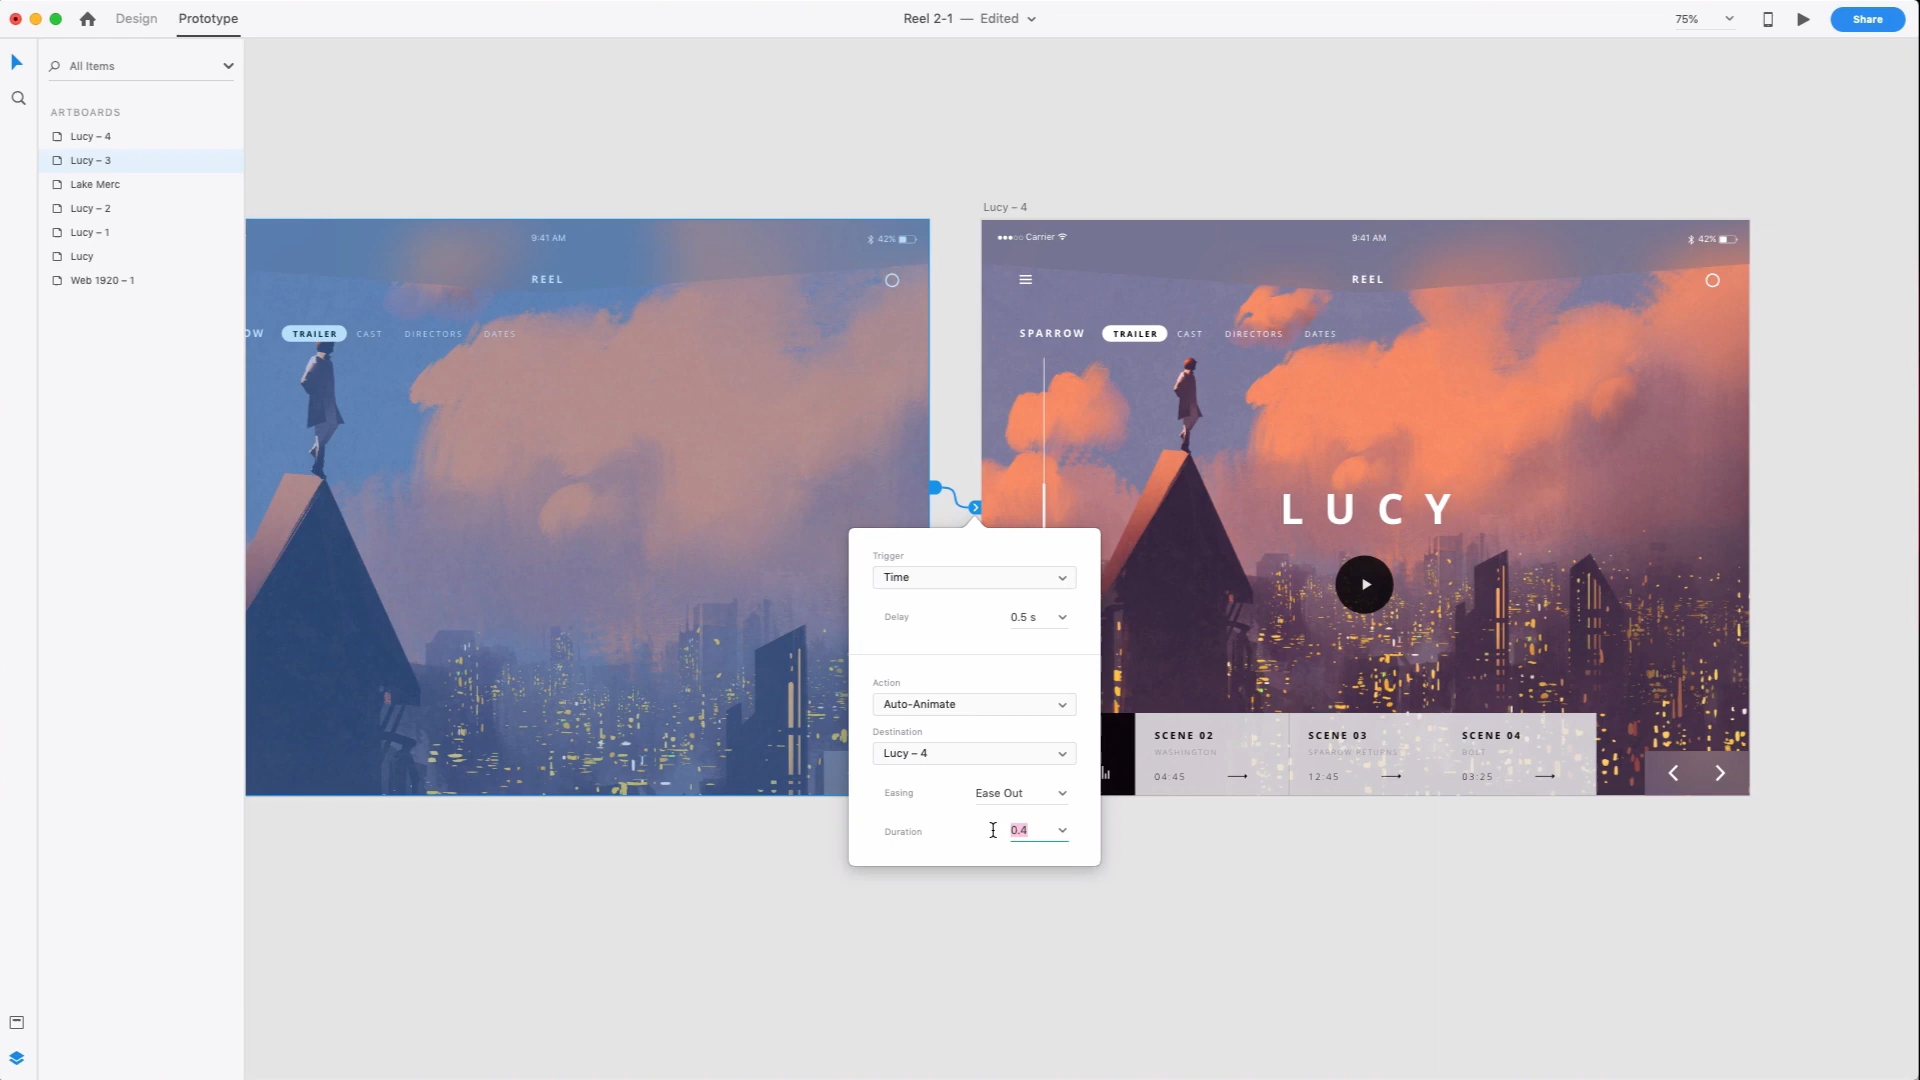 Design
Prototype
Reel 2-1 — Edited
75%
Share
All Items
ARTBOARDS
Lucy – 4
Lucy – 3
Lake Merc
Lucy – 2
Lucy – 1
Lucy
Web 1920 – 1
9:41 AM
42%
REEL
OW
TRAILER
CAST
DIRECTORS
DATES
Lucy – 4
Carrier
9:41 AM
42%
REEL
SPARROW
TRAILER
CAST
DIRECTORS
DATES
LUCY
SCENE 02
WASHINGTON
04:45
SCENE 03
SPARROW RETURNS
12:45
SCENE 04
BOLT
03:25
Trigger
Time
Delay
0.5 s
Action
Auto-Animate
Destination
Lucy – 4
Easing
Ease Out
Duration
0.4